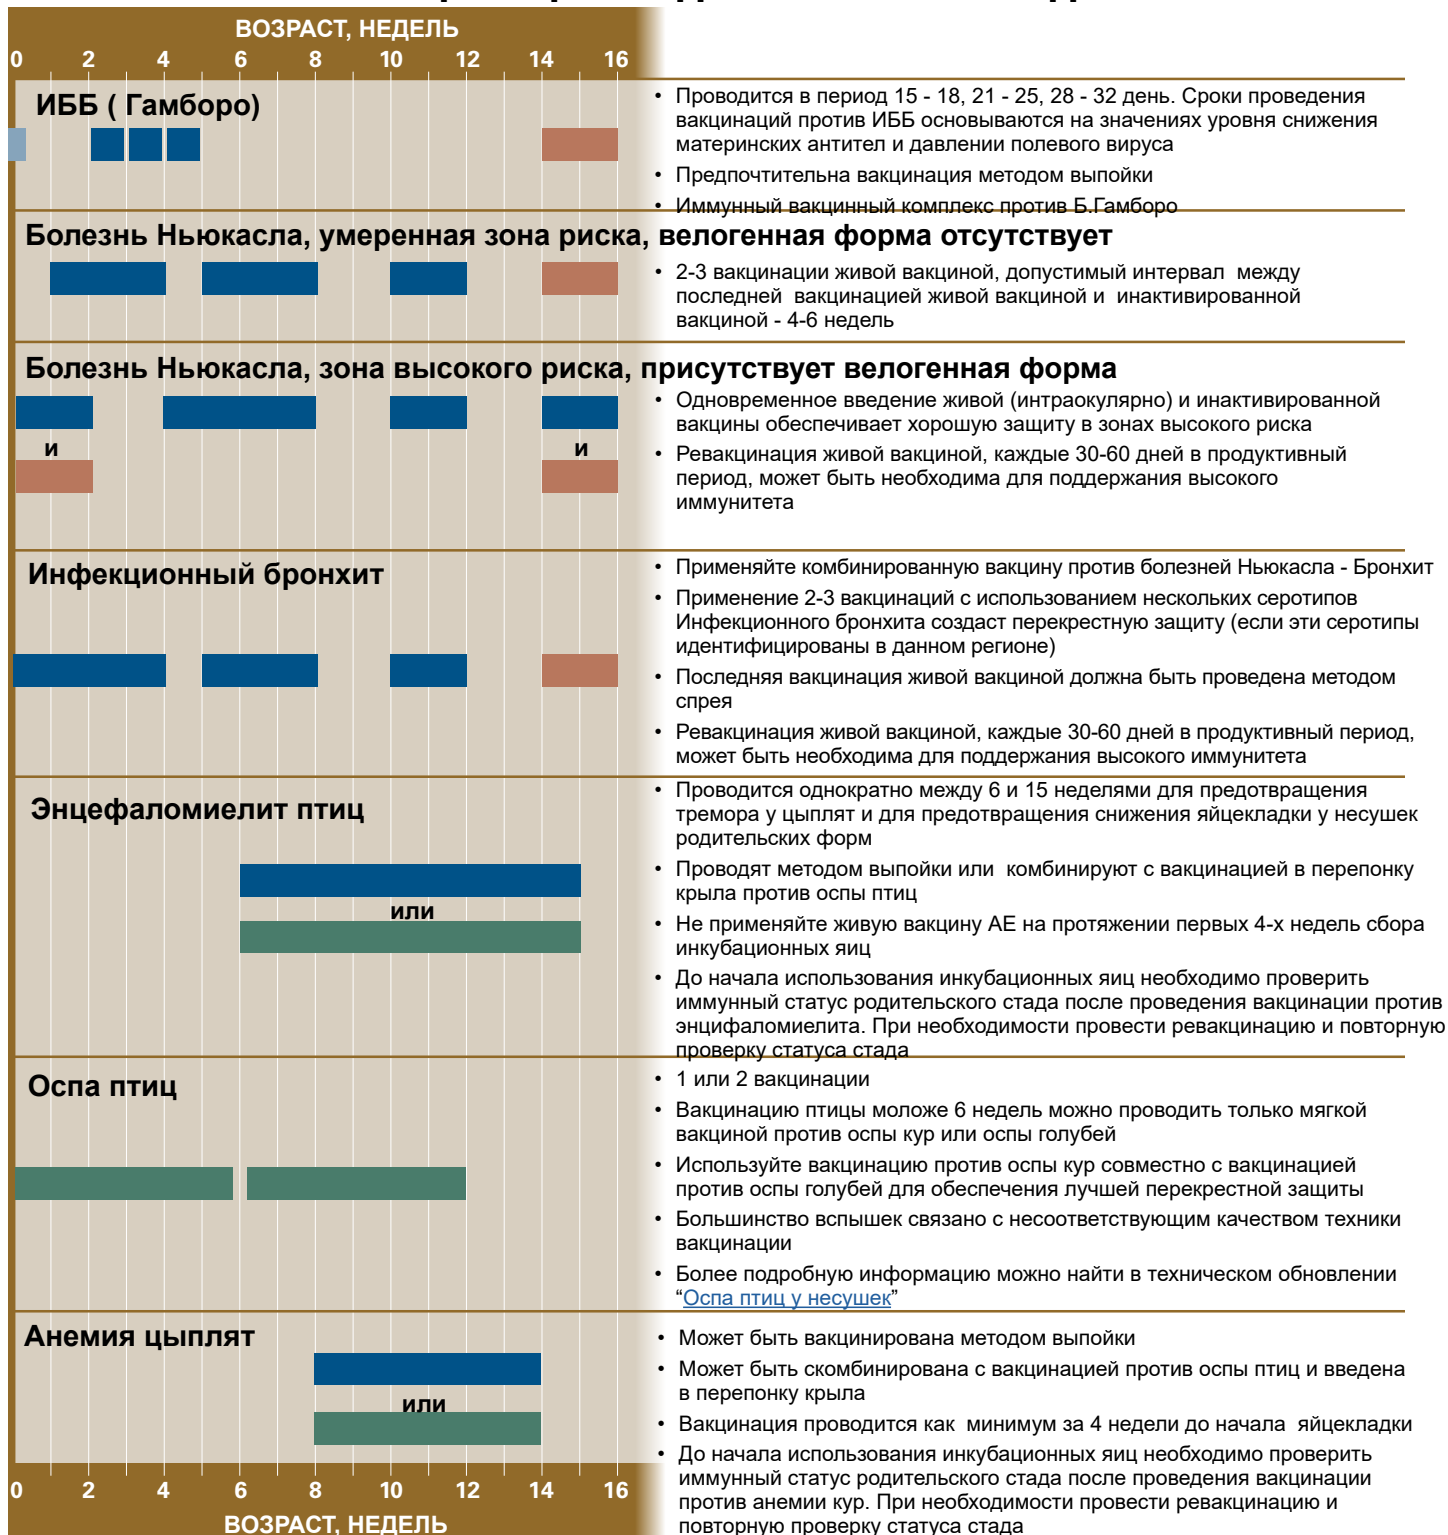 ВОЗРАСТ, НЕДЕЛЬ
0 2 4 6 8 10 12 14 16
ИББ ( Гамборо)
• Проводится в период 15 - 18, 21 - 25, 28 - 32 день. Сроки проведения
вакцинаций против ИББ основываются на значениях уровня снижения
материнских антител и давлении полевого вируса
• Предпочтительна вакцинация методом выпойки
• Иммунный вакцинный комплекс против Б.Гамборо
Болезнь Ньюкасла, умеренная зона риска, велогенная форма отсутствует
• 2-3 вакцинации живой вакциной, допустимый интервал между
последней вакцинацией живой вакциной и инактивированной
вакциной - 4-6 недель
Болезнь Ньюкасла, зона высокого риска, присутствует велогенная форма
и
и
• Одновременное введение живой (интраокулярно) и инактивированной
вакцины обеспечивает хорошую защиту в зонах высокого риска
• Ревакцинация живой вакциной, каждые 30-60 дней в продуктивный
период, может быть необходима для поддержания высокого
иммунитета
Инфекционный бронхит
• Применяйте комбинированную вакцину против болезней Ньюкасла - Бронхит
• Применение 2-3 вакцинаций с использованием нескольких серотипов
Инфекционного бронхита создаст перекрестную защиту (если эти серотипы
идентифицированы в данном регионе)
• Последняя вакцинация живой вакциной должна быть проведена методом
спрея
• Ревакцинация живой вакциной, каждые 30-60 дней в продуктивный период,
может быть необходима для поддержания высокого иммунитета
Энцефаломиелит птиц
или
• Проводится однократно между 6 и 15 неделями для предотвращения
тремора у цыплят и для предотвращения снижения яйцекладки у несушек
родительских форм
• Проводят методом выпойки или комбинируют с вакцинацией в перепонку
крыла против оспы птиц
• Не применяйте живую вакцину АЕ на протяжении первых 4-х недель сбора
инкубационных яиц
• До начала использования инкубационных яиц необходимо проверить
иммунный статус родительского стада после проведения вакцинации против
энцифаломиелита. При необходимости провести ревакцинацию и повторную
проверку статуса стада
Оспа птиц
• 1 или 2 вакцинации
• Вакцинацию птицы моложе 6 недель можно проводить только мягкой
вакциной против оспы кур или оспы голубей
• Используйте вакцинацию против оспы кур совместно с вакцинацией
против оспы голубей для обеспечения лучшей перекрестной защиты
• Большинство вспышек связано с несоответствующим качеством техники
вакцинации
• Более подробную информацию можно найти в техническом обновлении
“Оспа птиц у несушек”
Анемия цыплят
или
• Может быть вакцинирована методом выпойки
• Может быть скомбинирована с вакцинацией против оспы птиц и введена
в перепонку крыла
• Вакцинация проводится как минимум за 4 недели до начала яйцекладки
• До начала использования инкубационных яиц необходимо проверить
иммунный статус родительского стада после проведения вакцинации
против анемии кур. При необходимости провести ревакцинацию и
повторную проверку статуса стада
0 2 4 6 8 10 12 14 16
ВОЗРАСТ, НЕДЕЛЬ